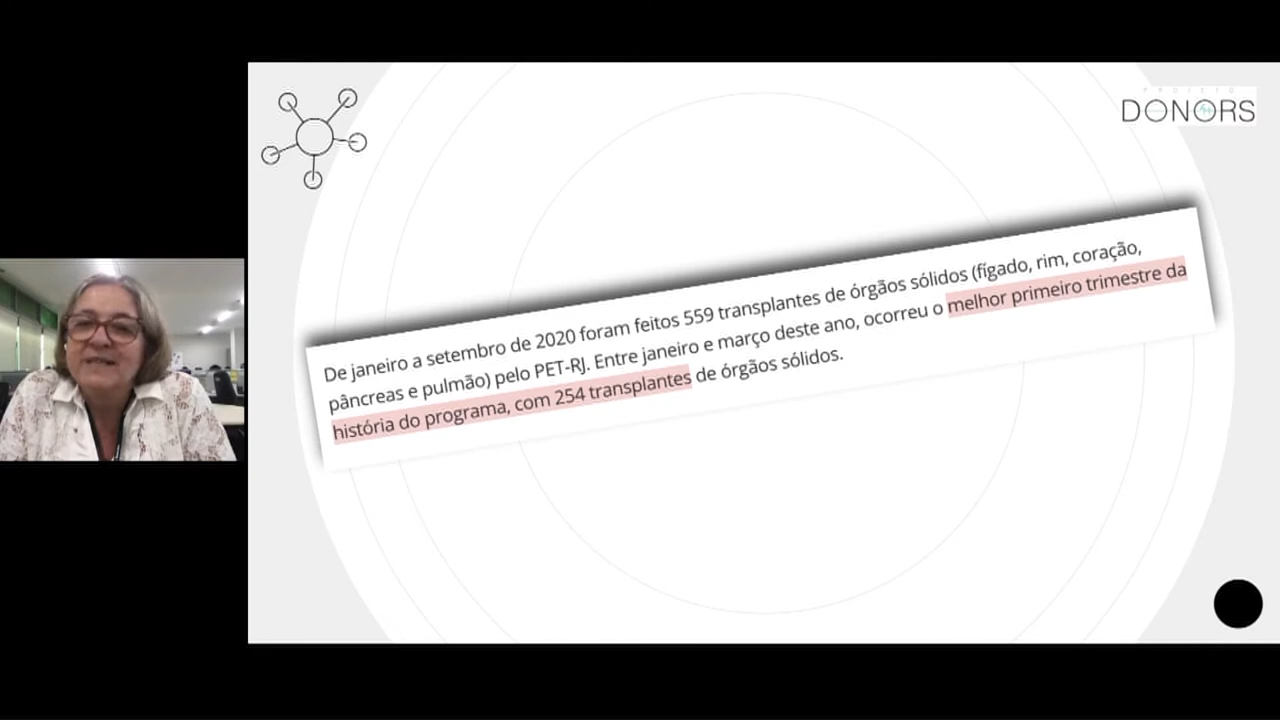 PROJETO
DONORS
De janeiro a setembro de 2020 foram feitos 559 transplantes de órgãos sólidos (fígado, rim, coração,
pâncreas e pulmão) pelo PET-RJ. Entre janeiro e março deste ano, ocorreu o melhor primeiro trimestre da
história do programa, com 254 transplantes de órgãos sólidos.